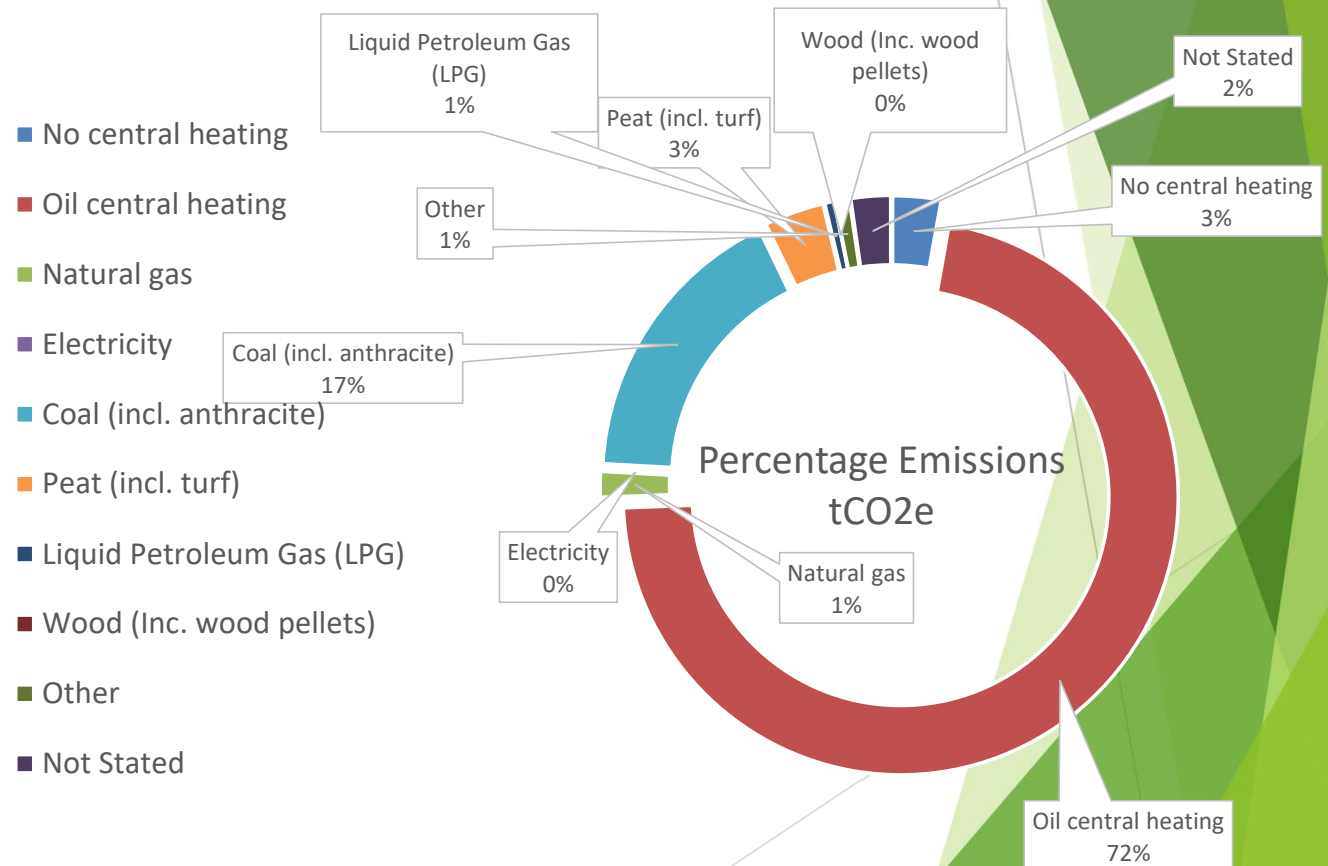 No central heating
Oil central heating
Natural gas
Electricity
Coal (incl. anthracite)
Peat (incl. turf)
Liquid Petroleum Gas (LPG)
Wood (Inc. wood pellets)
Other
Not Stated
Liquid Petroleum Gas
(LPG)
1%
Peat (incl. turf)
3%
Wood (Inc. wood
pellets)
0%
Not Stated
2%
No central heating
3%
Other
1%
Coal (incl. anthracite)
17%
Percentage Emissions
tCO2e
Electricity
0%
Natural gas
1%
Oil central heating
72%